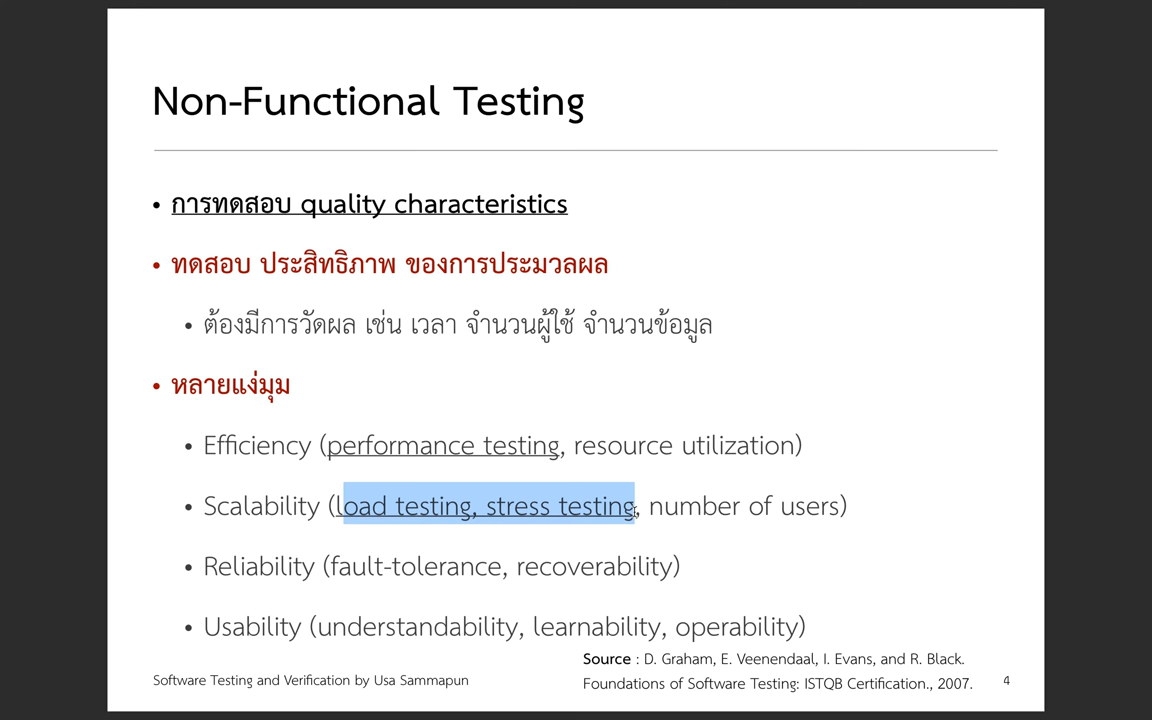 Non-Functional Testing
• การทดสอบ quality characteristics
• ทดสอบ ประสิทธิภาพ ของการประมวลผล
• ต้องมีการวัดผล เช่น เวลา จำนวนผู้ใช้ จำนวนข้อมูล
• หลายแง่มุม
• Efficiency (performance testing, resource utilization)
• Scalability (load testing, stress testing, number of users)
• Reliability (fault-tolerance, recoverability)
• Usability (understandability, learnability, operability)
Source : D. Graham, E. Veenendaal, I. Evans, and R. Black.
Foundations of Software Testing: ISTQB Certification., 2007.
Software Testing and Verification by Usa Sammapun
4